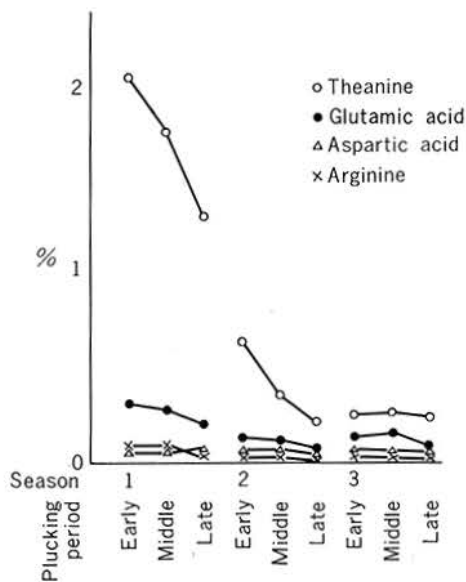 2
Theanine
Glutamic acid
Aspartic acid
Arginine
%
1
0
Season 1 2 3
Plucking period
Early Middle Late Early Middle Late Early Middle Late